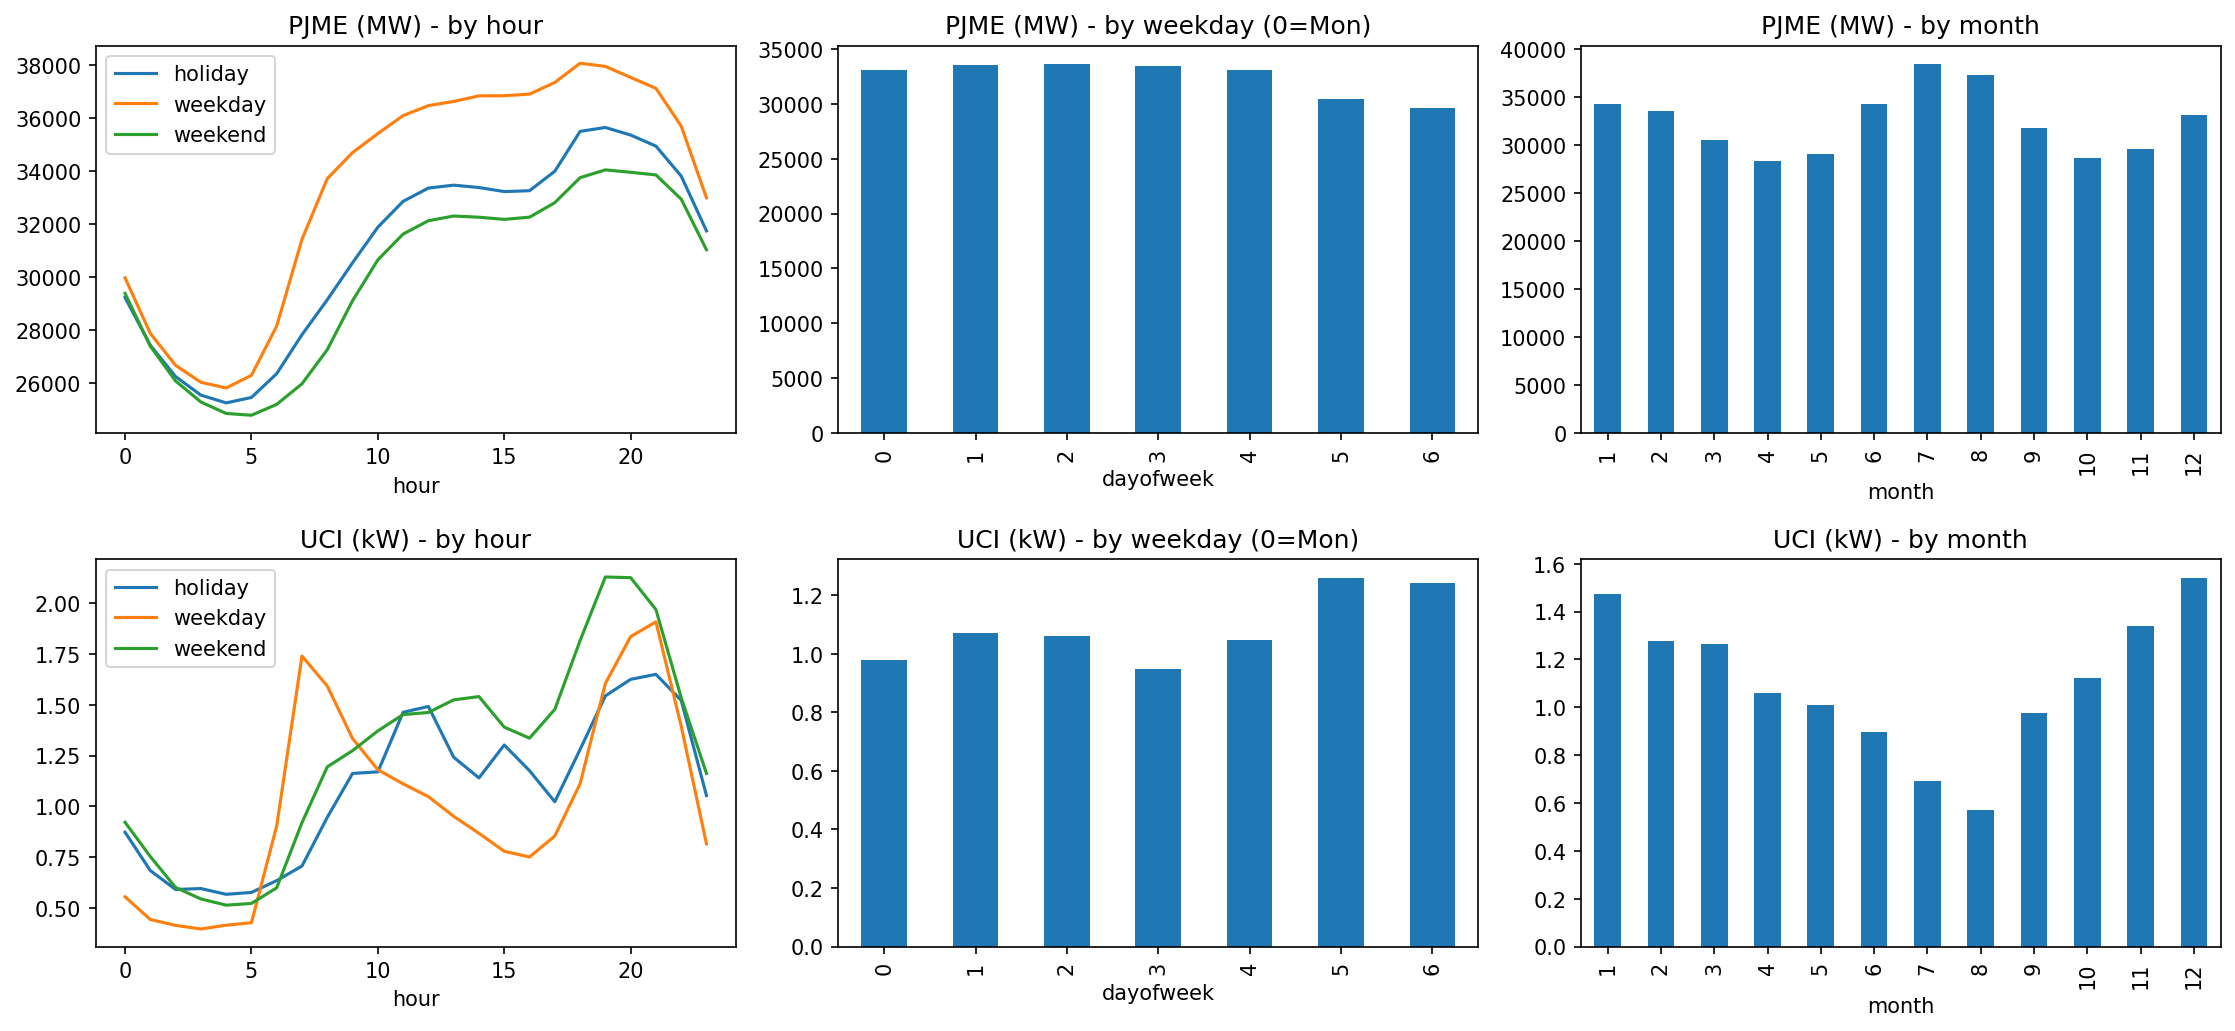 PJME (MW) - by hour
38000
36000
34000
32000
30000
28000
26000
holiday
weekday
weekend
0 5 10 15 20
hour
PJME (MW) - by weekday (0=Mon)
35000
30000
25000
20000
15000
10000
5000
0
0 1 2 3 4 5 6
dayofweek
PJME (MW) - by month
40000
35000
30000
25000
20000
15000
10000
5000
0
1 2 3 4 5 6 7 8 9 10 11 12
month
UCI (kW) - by hour
2.00
1.75
1.50
1.25
1.00
0.75
0.50
holiday
weekday
weekend
0 5 10 15 20
hour
UCI (kW) - by weekday (0=Mon)
1.2
1.0
0.8
0.6
0.4
0.2
0.0
0 1 2 3 4 5 6
dayofweek
UCI (kW) - by month
1.6
1.4
1.2
1.0
0.8
0.6
0.4
0.2
0.0
1 2 3 4 5 6 7 8 9 10 11 12
month